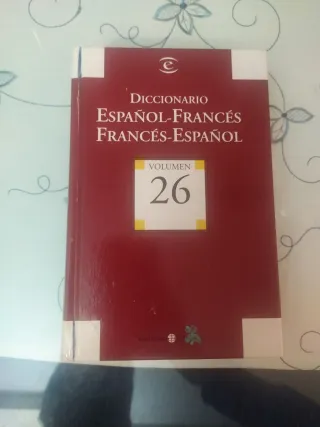 DICCIONARIO
ESPAÑOL-FRANCÉS
FRANCÉS-ESPAÑOL
VOLUMEN
26